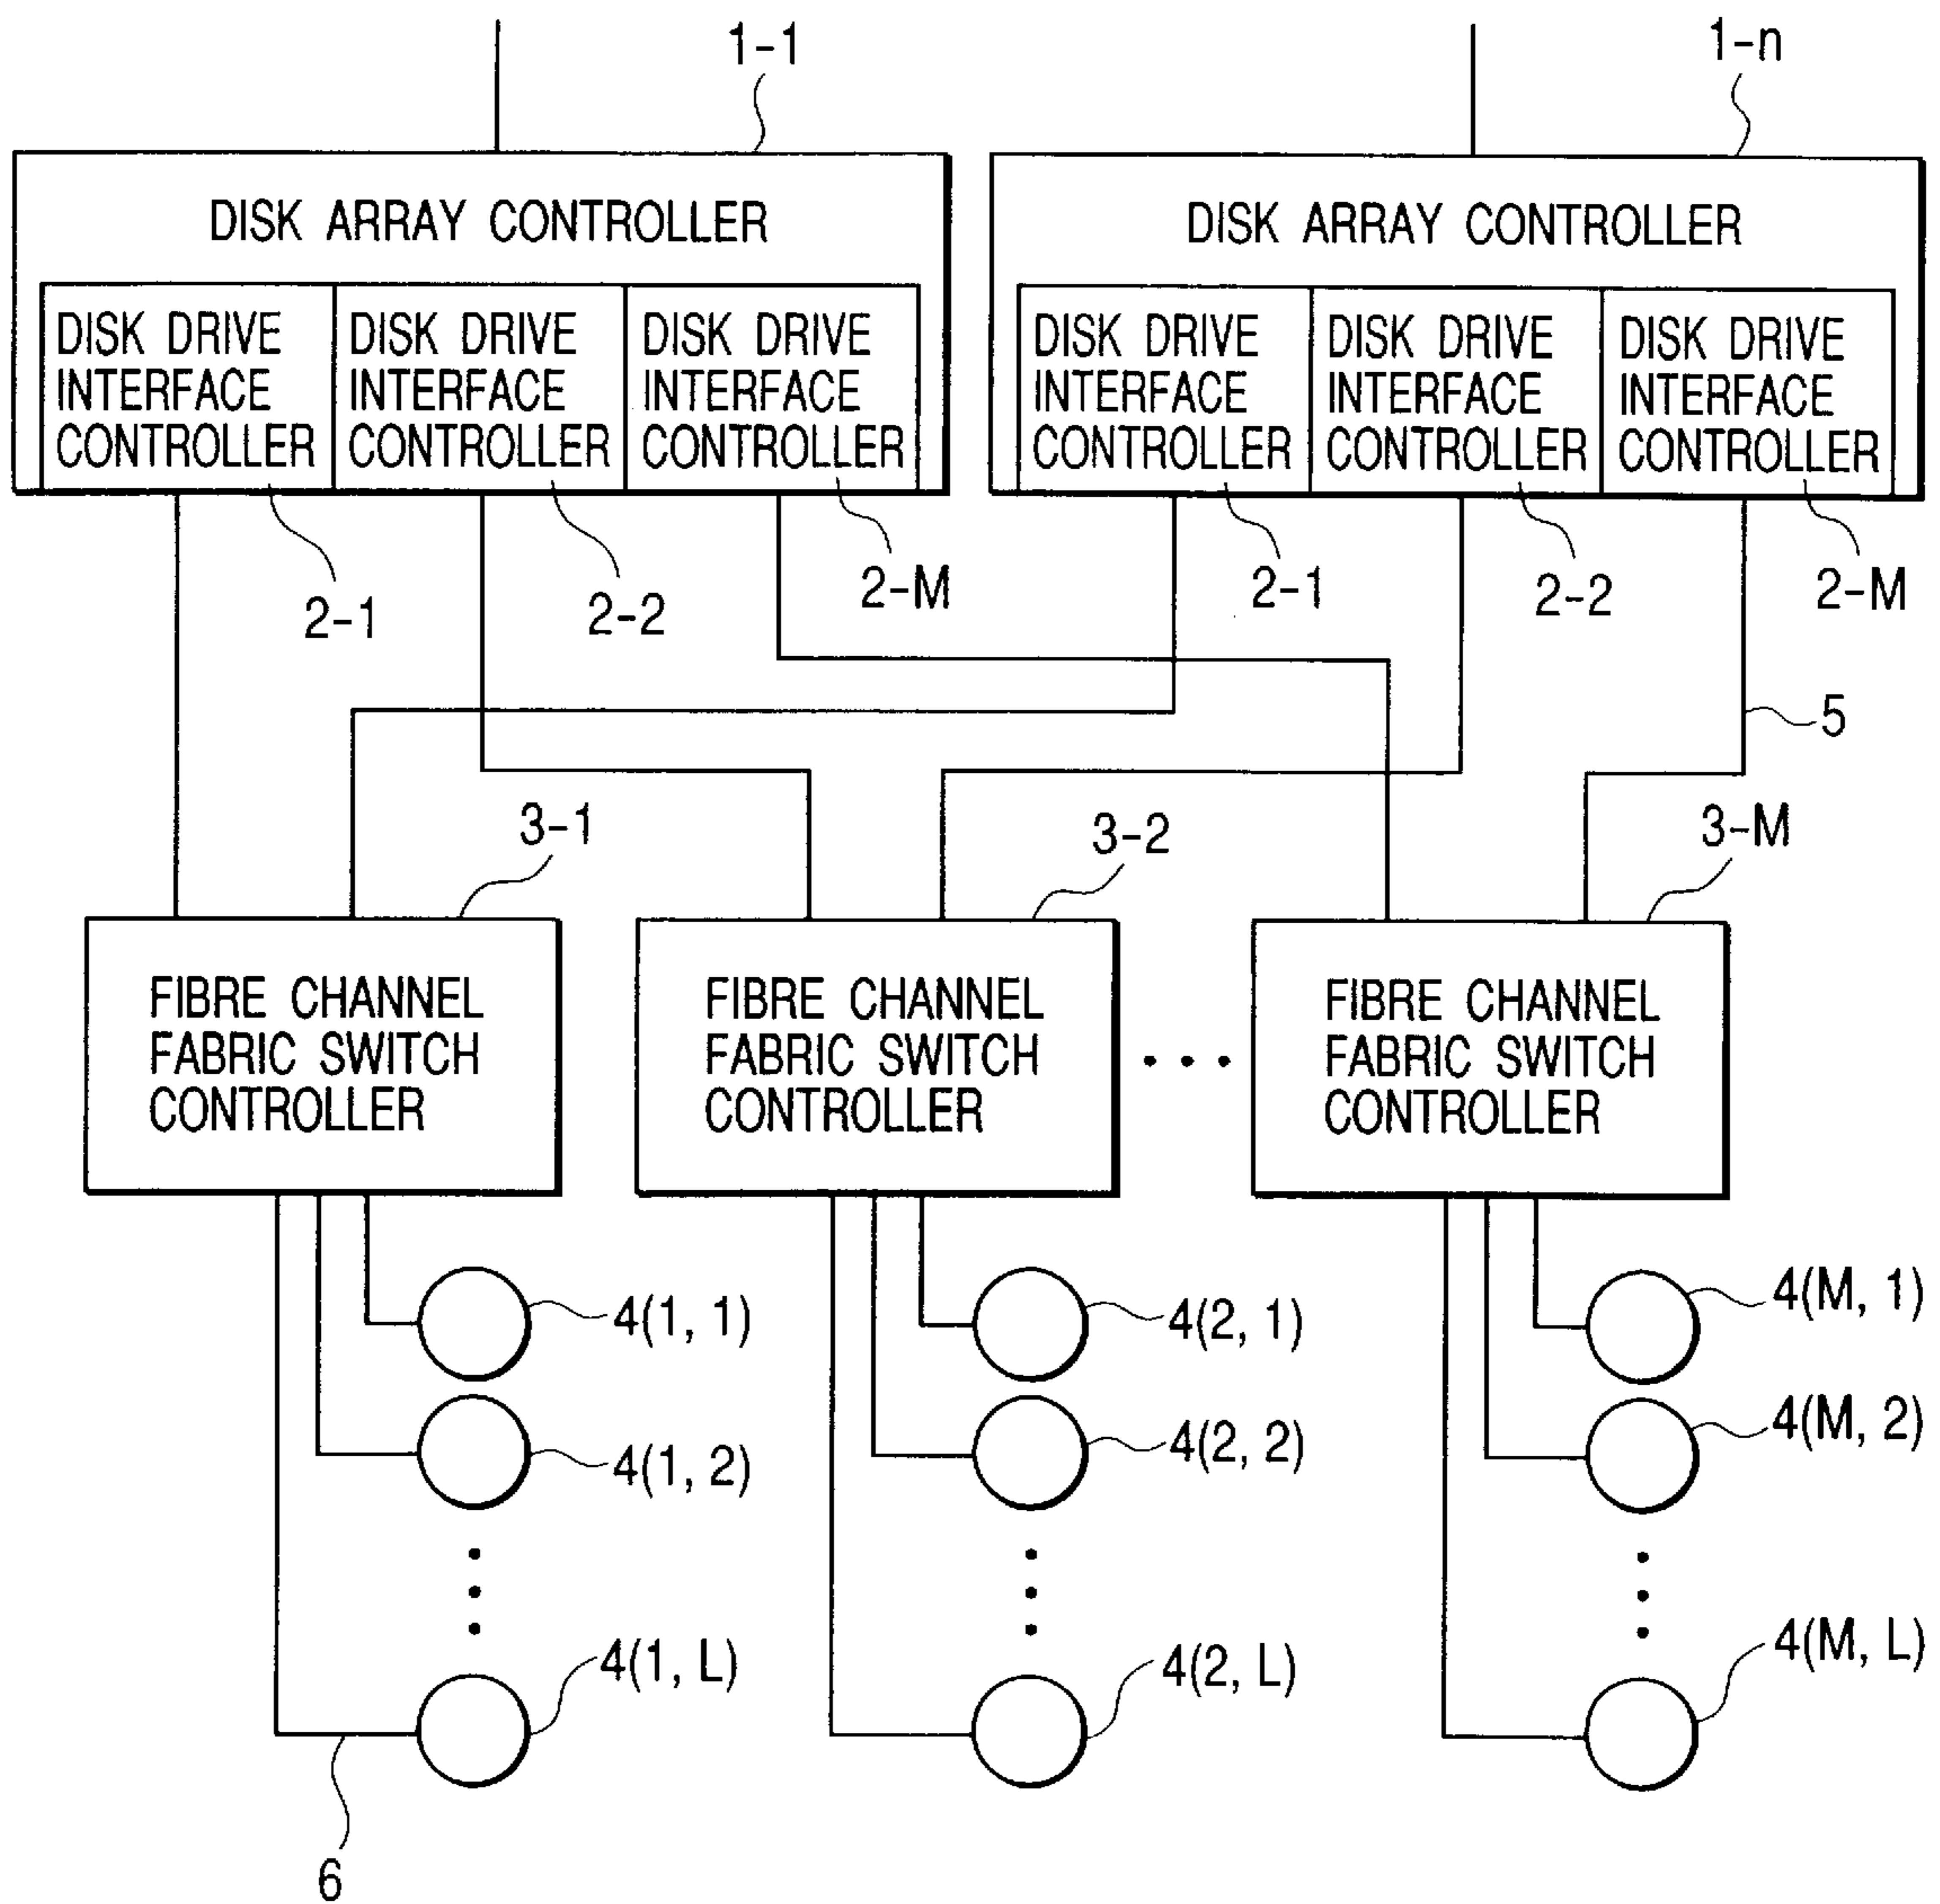 1-1
1-n
DISK ARRAY CONTROLLER
DISK ARRAY CONTROLLER
DISK DRIVE
INTERFACE
CONTROLLER
DISK DRIVE
INTERFACE
CONTROLLER
DISK DRIVE
INTERFACE
CONTROLLER
DISK DRIVE
INTERFACE
CONTROLLER
DISK DRIVE
INTERFACE
CONTROLLER
DISK DRIVE
INTERFACE
CONTROLLER
2-1
2-2
2-M
2-1
2-2
2-M
5
3-1
3-2
3-M
FIBRE CHANNEL
FABRIC SWITCH
CONTROLLER
FIBRE CHANNEL
FABRIC SWITCH
CONTROLLER
• • •
FIBRE CHANNEL
FABRIC SWITCH
CONTROLLER
4(1, 1)
4(2, 1)
4(M, 1)
4(1, 2)
4(2, 2)
4(M, 2)
4(1, L)
4(2, L)
4(M, L)
6